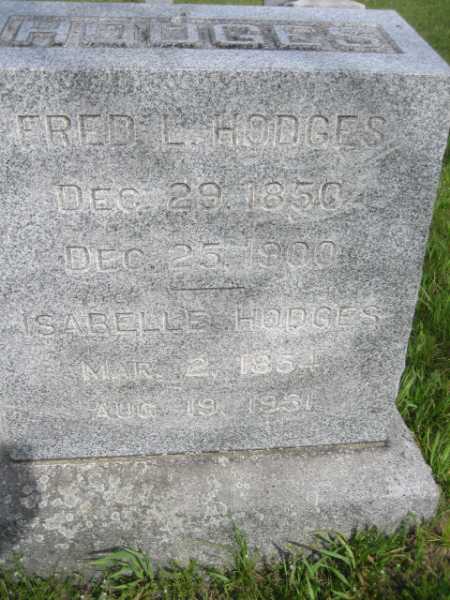 HODGES
FRED L. HODGES
DEC. 29, 1850
DEC. 25, 1900
ISABELLE HODGES
MAR. 2, 1854
AUG. 19, 1931